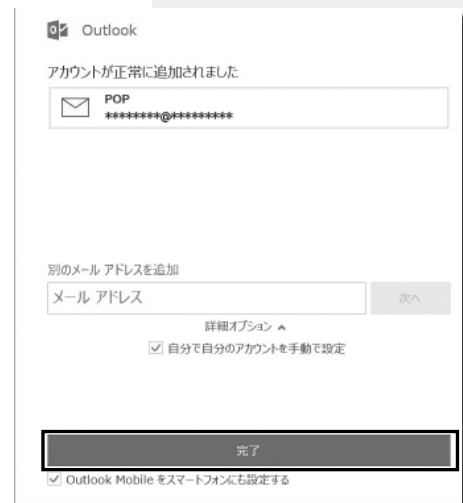 Outlook
アカウントが正常に追加されました
POP
********@*********
別のメール アドレスを追加
メール アドレス
次へ
詳細オプション
自分で自分のアカウントを手動で設定
完了
Outlook Mobile をスマートフォンにも設定する